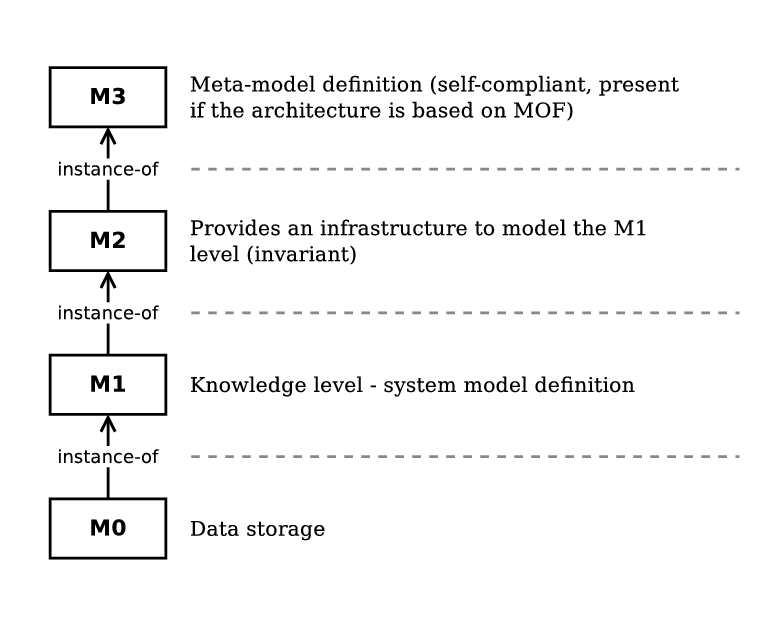 M3
Meta-model definition (self-compliant, present
if the architecture is based on MOF)
instance-of
M2
Provides an infrastructure to model the M1
level (invariant)
instance-of
M1
Knowledge level - system model definition
instance-of
M0
Data storage